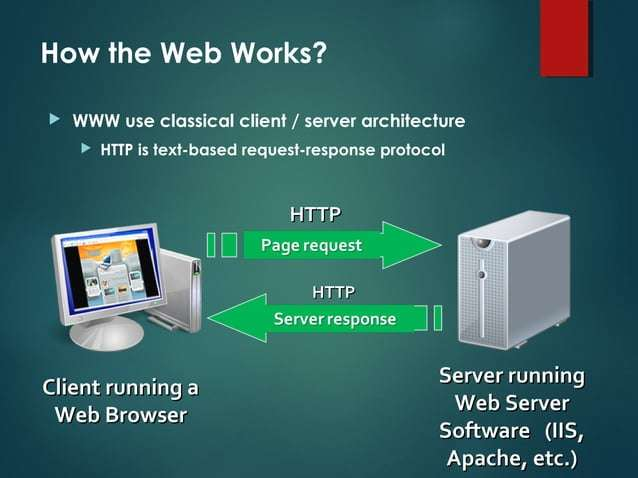 How the Web Works?
WWW use classical client / server architecture
HTTP is text-based request-response protocol
HTTP
Page request
HTTP
Server response
Client running a
Web Browser
Server running
Web Server
Software (IIS,
Apache, etc.)